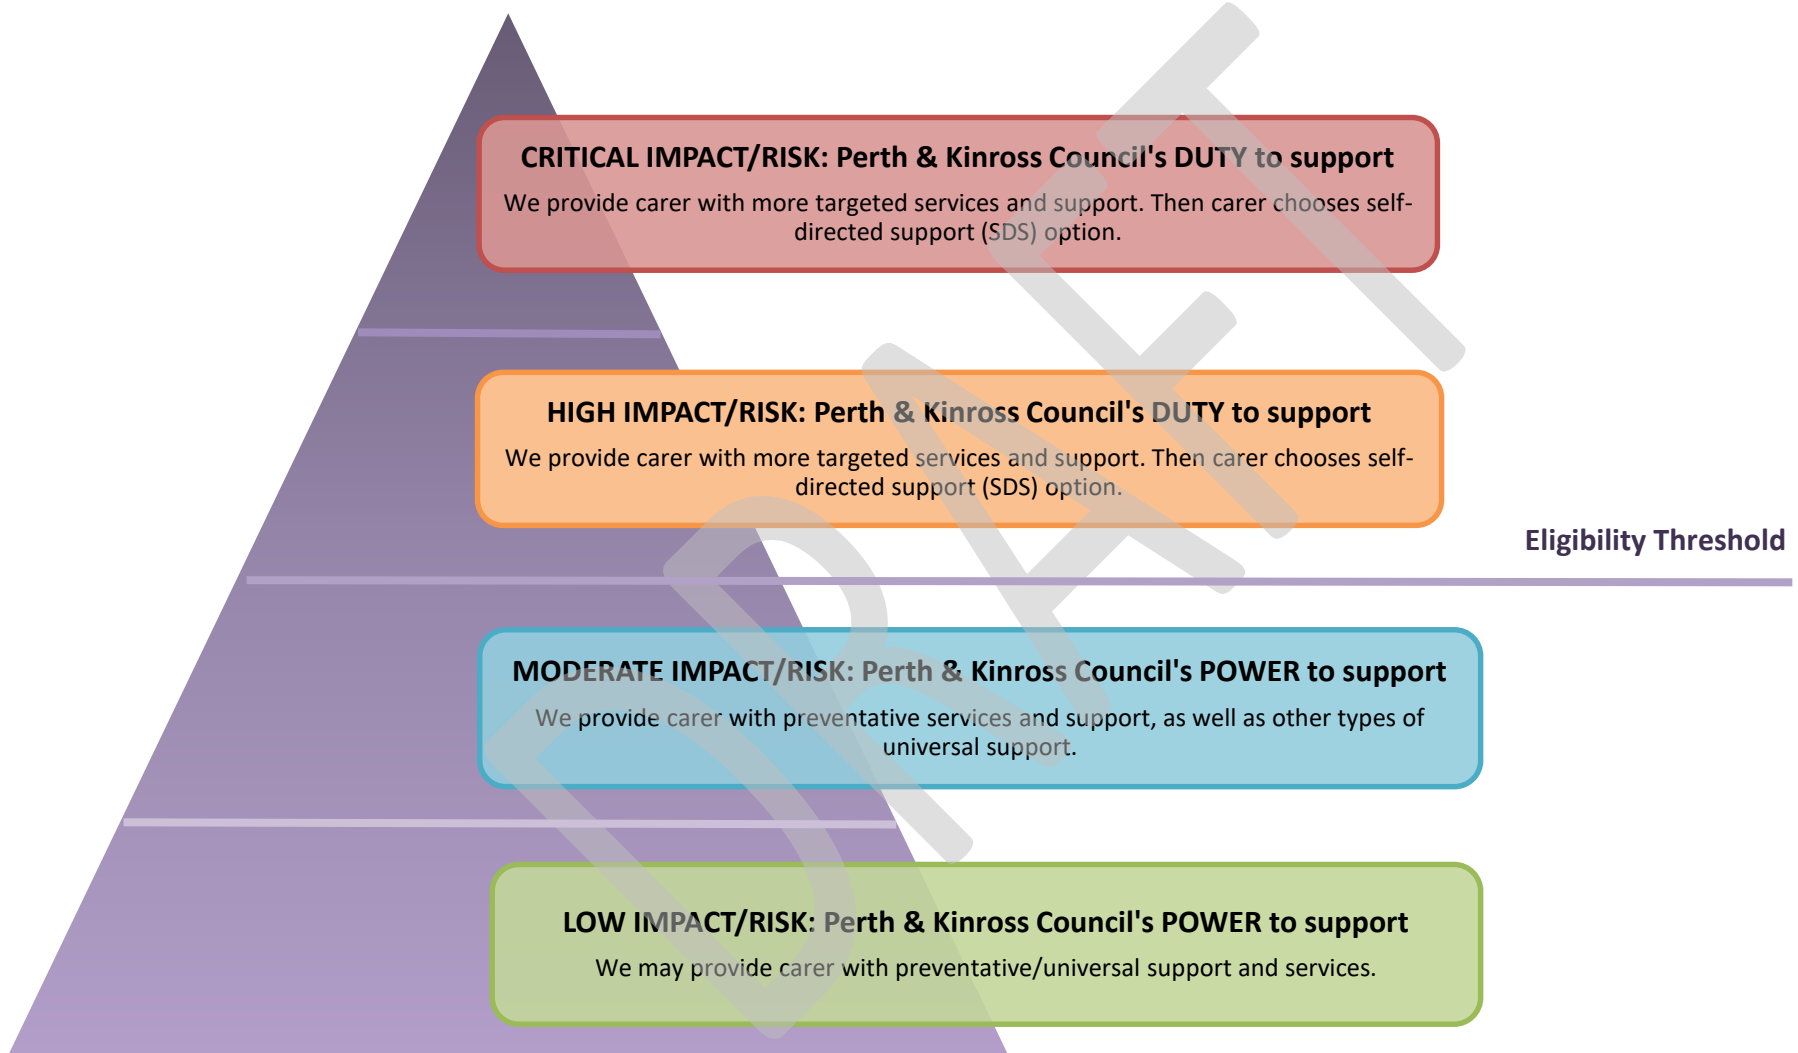 CRITICAL IMPACT/RISK: Perth & Kinross Council's DUTY to support
We provide carer with more targeted services and support. Then carer chooses self-
directed support (SDS) option.
HIGH IMPACT/RISK: Perth & Kinross Council's DUTY to support
We provide carer with more targeted services and support. Then carer chooses self-
directed support (SDS) option.
Eligibility Threshold
MODERATE IMPACT/RISK: Perth & Kinross Council's POWER to support
We provide carer with preventative services and support, as well as other types of
universal support.
LOW IMPACT/RISK: Perth & Kinross Council's POWER to support
We may provide carer with preventative/universal support and services.
DRAFT